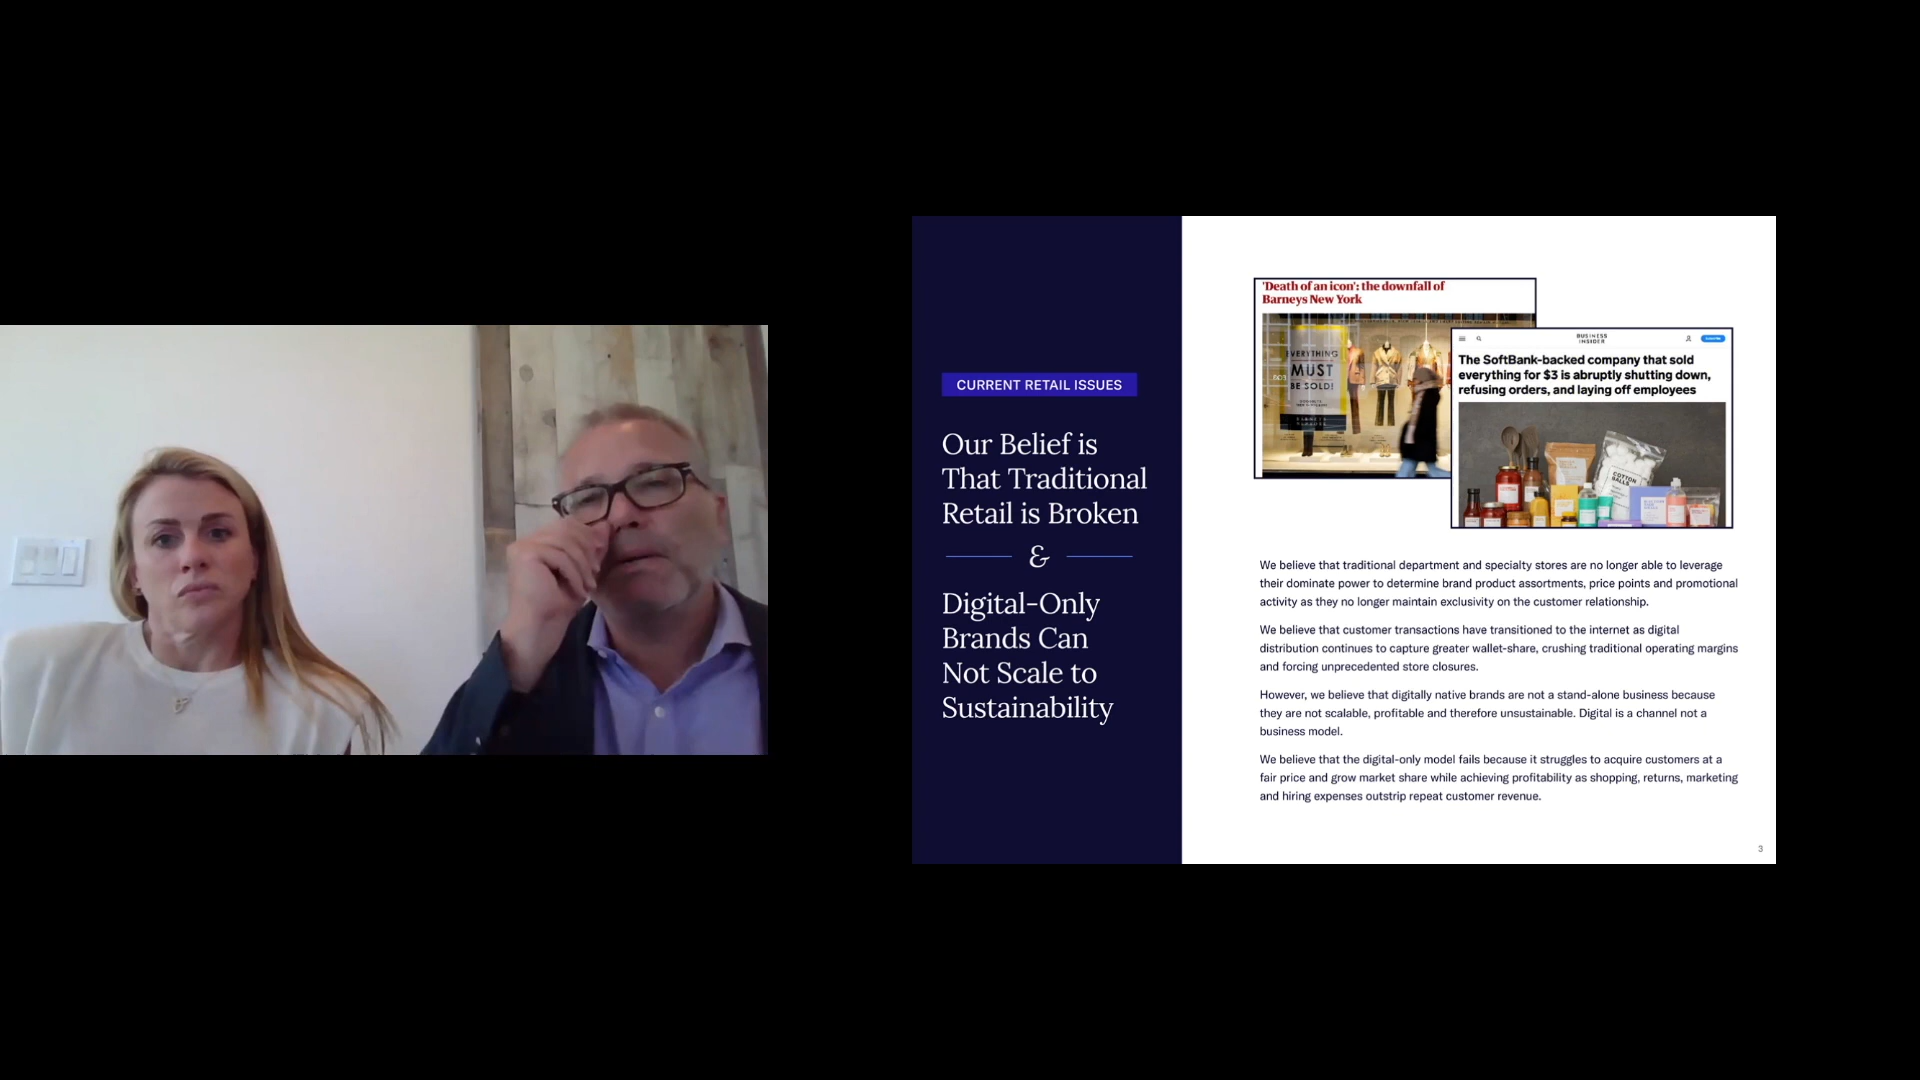 CURRENT RETAIL ISSUES
Our Belief is
That Traditional
Retail is Broken
&
Digital-Only
Brands Can
Not Scale to
Sustainability
'Death of an icon': the downfall of
Barneys New York
EVERYTHING
MUST
BE SOLD!
BUSINESS
INSIDER
The SoftBank-backed company that sold
everything for $3 is abruptly shutting down,
refusing orders, and laying off employees
COTTON
BALLS
We believe that traditional department and specialty stores are no longer able to leverage
their dominate power to determine brand product assortments, price points and promotional
activity as they no longer maintain exclusivity on the customer relationship.
We believe that customer transactions have transitioned to the internet as digital
distribution continues to capture greater wallet-share, crushing traditional operating margins
and forcing unprecedented store closures.
However, we believe that digitally native brands are not a stand-alone business because
they are not scalable, profitable and therefore unsustainable. Digital is a channel not a
business model.
We believe that the digital-only model fails because it struggles to acquire customers at a
fair price and grow market share while achieving profitability as shopping, returns, marketing
and hiring expenses outstrip repeat customer revenue.
3